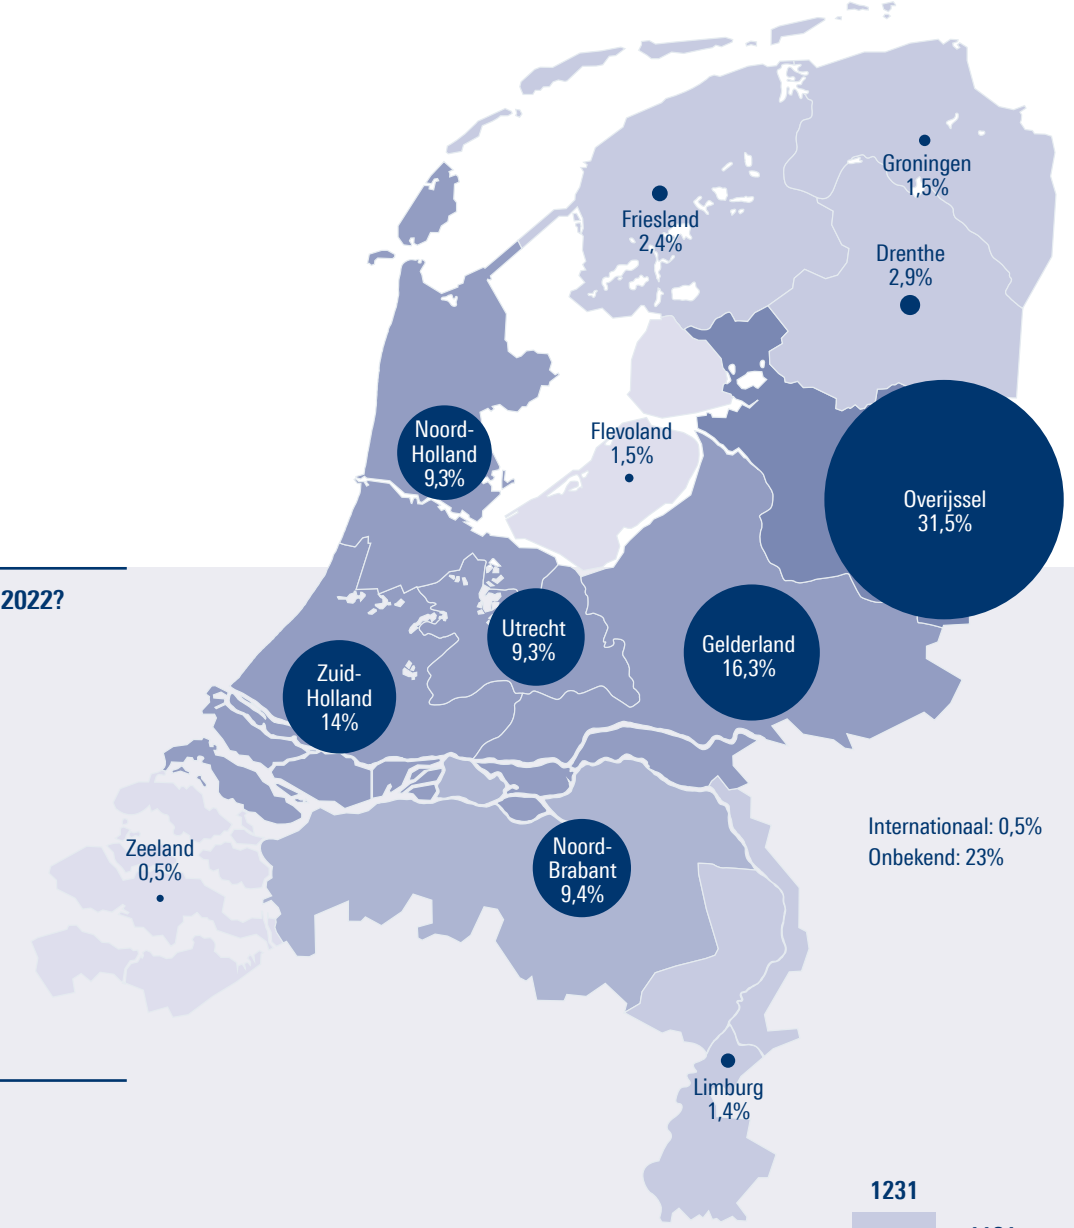 Groningen
1,5%
Friesland
2,4%
Drenthe
2,9%
Noord-
Holland
9,3%
Flevoland
1,5%
Overijssel
31,5%
2022?
Utrecht
9,3%
Gelderland
16,3%
Zuid-
Holland
14%
Internationaal: 0,5%
Onbekend: 23%
Zeeland
0,5%
Noord-
Brabant
9,4%
Limburg
1,4%
1231